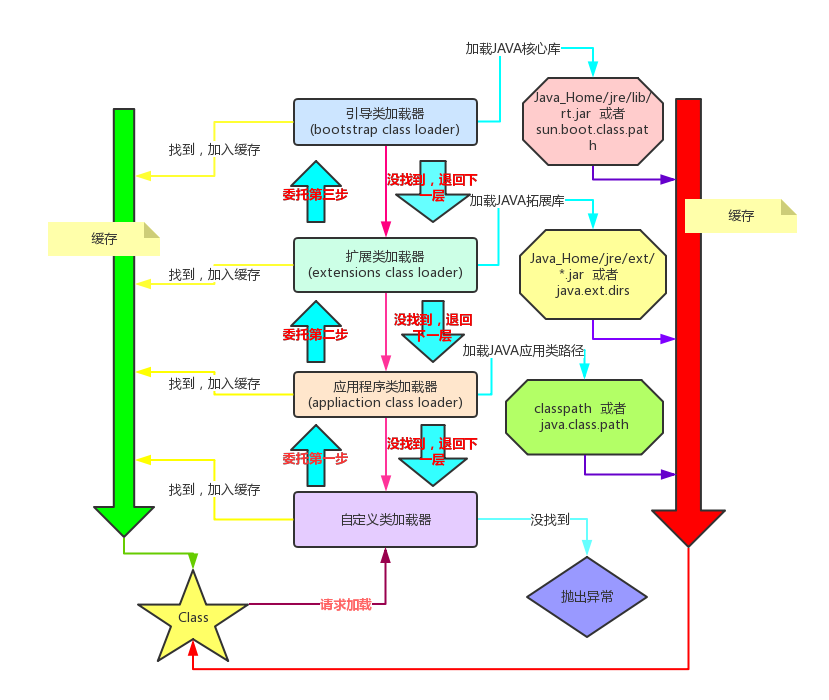 加载JAVA核心库
引导类加载器
(bootstrap class loader)
Java_Home/jre/lib/
rt.jar 或者
sun.boot.class.pat
h
找到，加入缓存
委托第三步
没找到，退回下
一层
加载JAVA拓展库
缓存
缓存
扩展类加载器
(extensions class loader)
Java_Home/jre/ext/
*.jar 或者
java.ext.dirs
找到，加入缓存
委托第二步
没找到，退回
下一层
加载JAVA应用类路径
应用程序类加载器
(appliaction class loader)
找到，加入缓存
classpath 或者
java.class.path
委托第一步
没找到，退回下
一层
找到，加入缓存
自定义类加载器
没找到
抛出异常
请求加载
Class